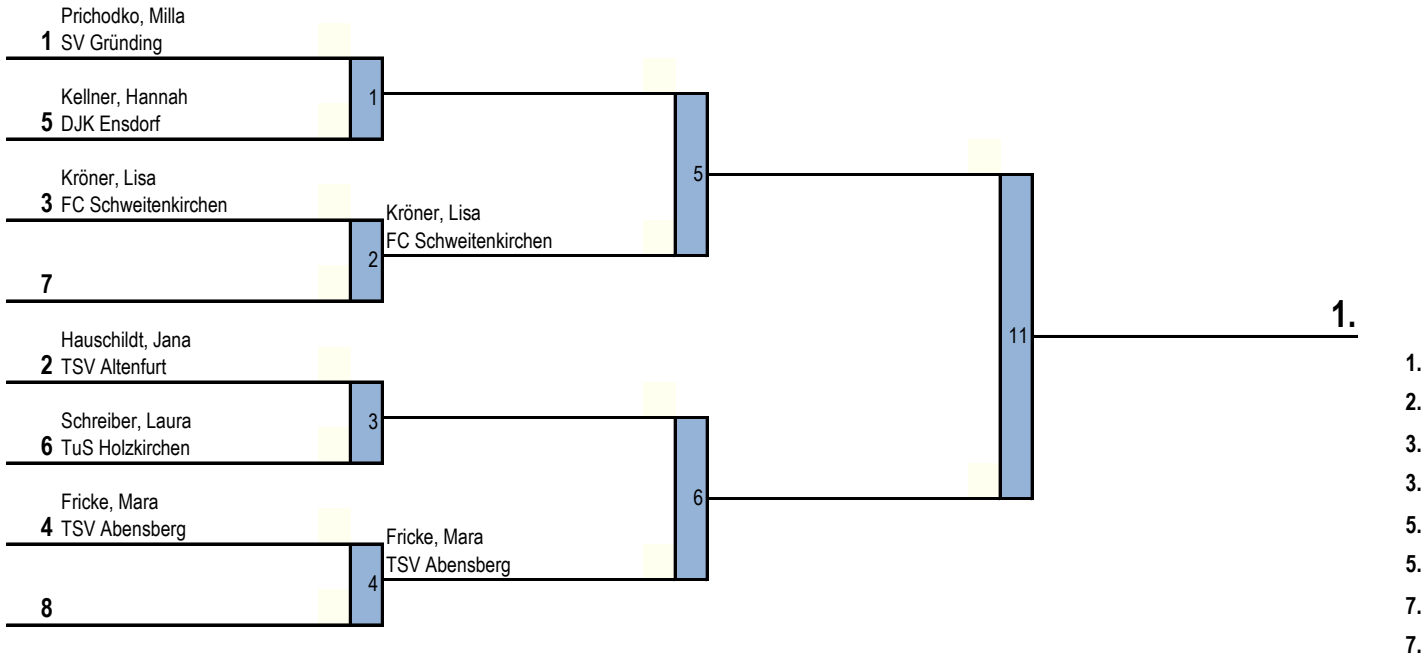 Prichodko, Milla
1 SV Gründing
Kellner, Hannah
5 DJK Ensdorf
1
Kröner, Lisa
3 FC Schweitenkirchen
Kröner, Lisa
FC Schweitenkirchen
2
7
5
Hauschildt, Jana
2 TSV Altenfurt
Schreiber, Laura
6 TuS Holzkirchen
3
Fricke, Mara
4 TSV Abensberg
Fricke, Mara
TSV Abensberg
4
8
6
11
1.
1.
2.
3.
3.
5.
5.
7.
7.